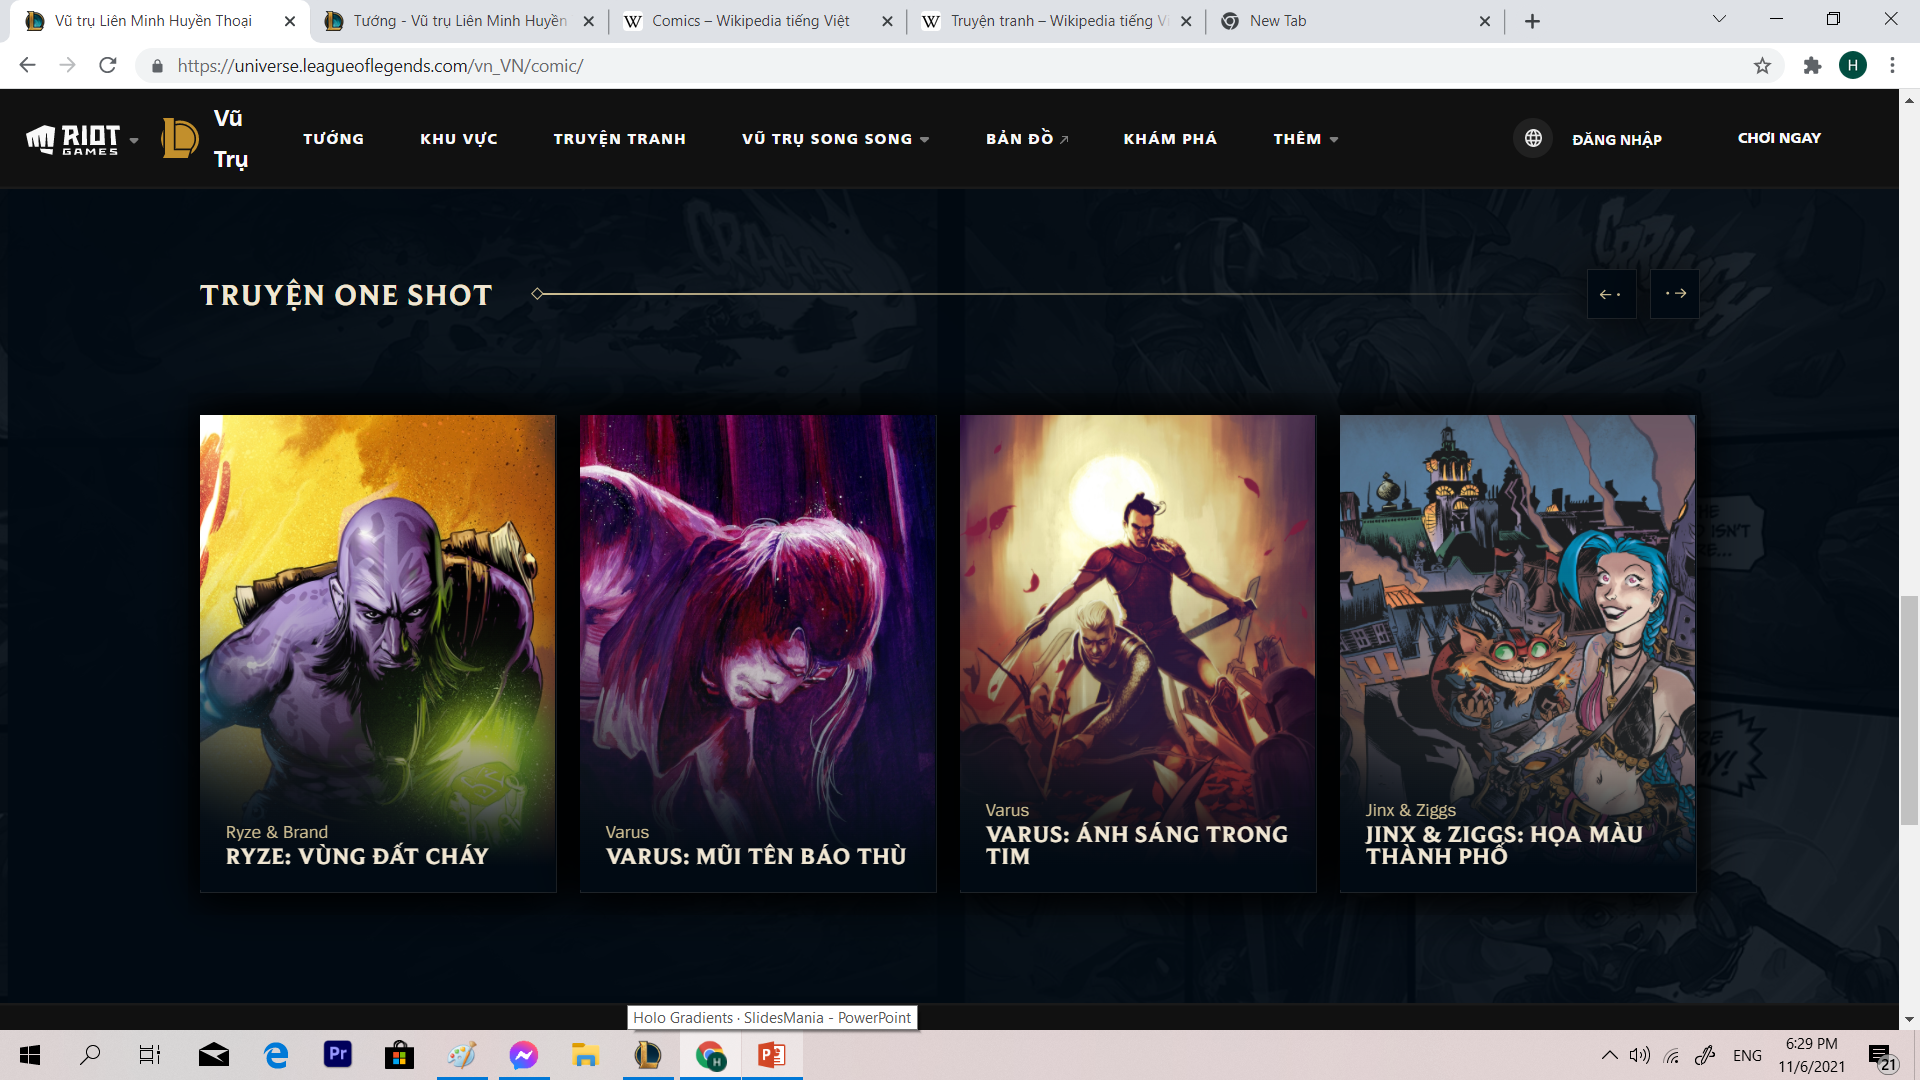 Vũ trụ Liên Minh Huyền Thoại
Tướng - Vũ trụ Liên Minh Huyền
Comics – Wikipedia tiếng Việt
Truyện tranh – Wikipedia tiếng Vi
New Tab
https://universe.leagueoflegends.com/vn_VN/comic/
H
RIOT
GAMES
Vũ
Trụ
TƯỚNG
KHU VỰC
TRUYỆN TRANH
VŨ TRỤ SONG SONG
BẢN ĐỒ
KHÁM PHÁ
THÊM
ĐĂNG NHẬP
CHƠI NGAY
TRUYỆN ONE SHOT
Ryze & Brand
RYZE: VÙNG ĐẤT CHÁY
Varus
VARUS: MŨI TÊN BÁO THÙ
Varus
VARUS: ÁNH SÁNG TRONG
TIM
Jinx & Ziggs
JINX & ZIGGS: HỌA MÀU
THÀNH PHỐ
Holo Gradients · SlidesMania - PowerPoint
Pr
H
P
ENG
6:29 PM
11/6/2021
21